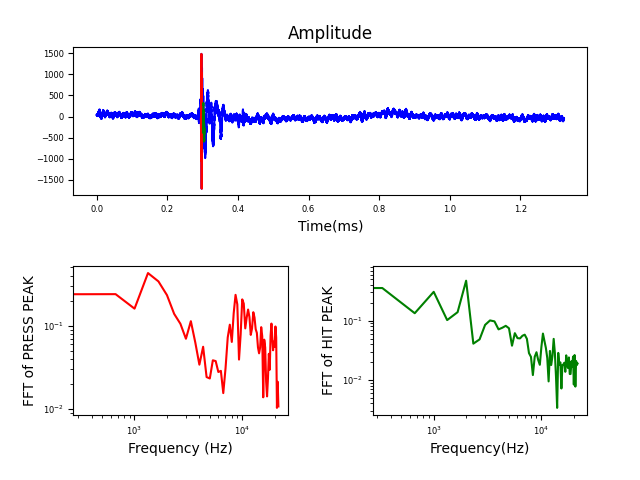 Amplitude
1500
1000
500
0
−500
−1000
−1500
0.0 0.2 0.4 0.6 0.8 1.0 1.2
Time(ms)
FFT of PRESS PEAK
10⁻¹
10⁻²
10³ 10⁴
Frequency (Hz)
FFT of HIT PEAK
10⁻¹
10⁻²
10³ 10⁴
Frequency(Hz)